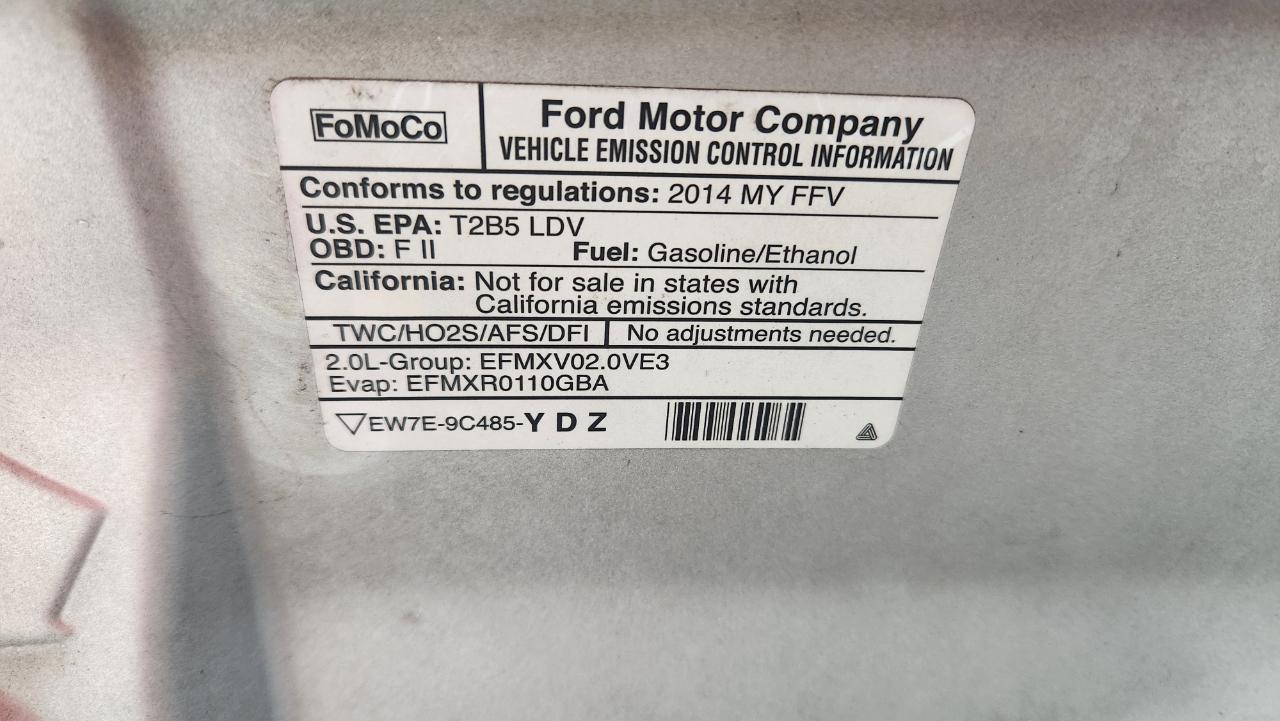 FoMoCo
Ford Motor Company
VEHICLE EMISSION CONTROL INFORMATION
Conforms to regulations: 2014 MY FFV
U.S. EPA: T2B5 LDV
OBD: F II Fuel: Gasoline/Ethanol
California: Not for sale in states with
California emissions standards.
TWC/HO2S/AFS/DFI No adjustments needed.
2.0L-Group: EFMXV02.0VE3
Evap: EFMXR0110GBA
EW7E-9C485-Y D Z